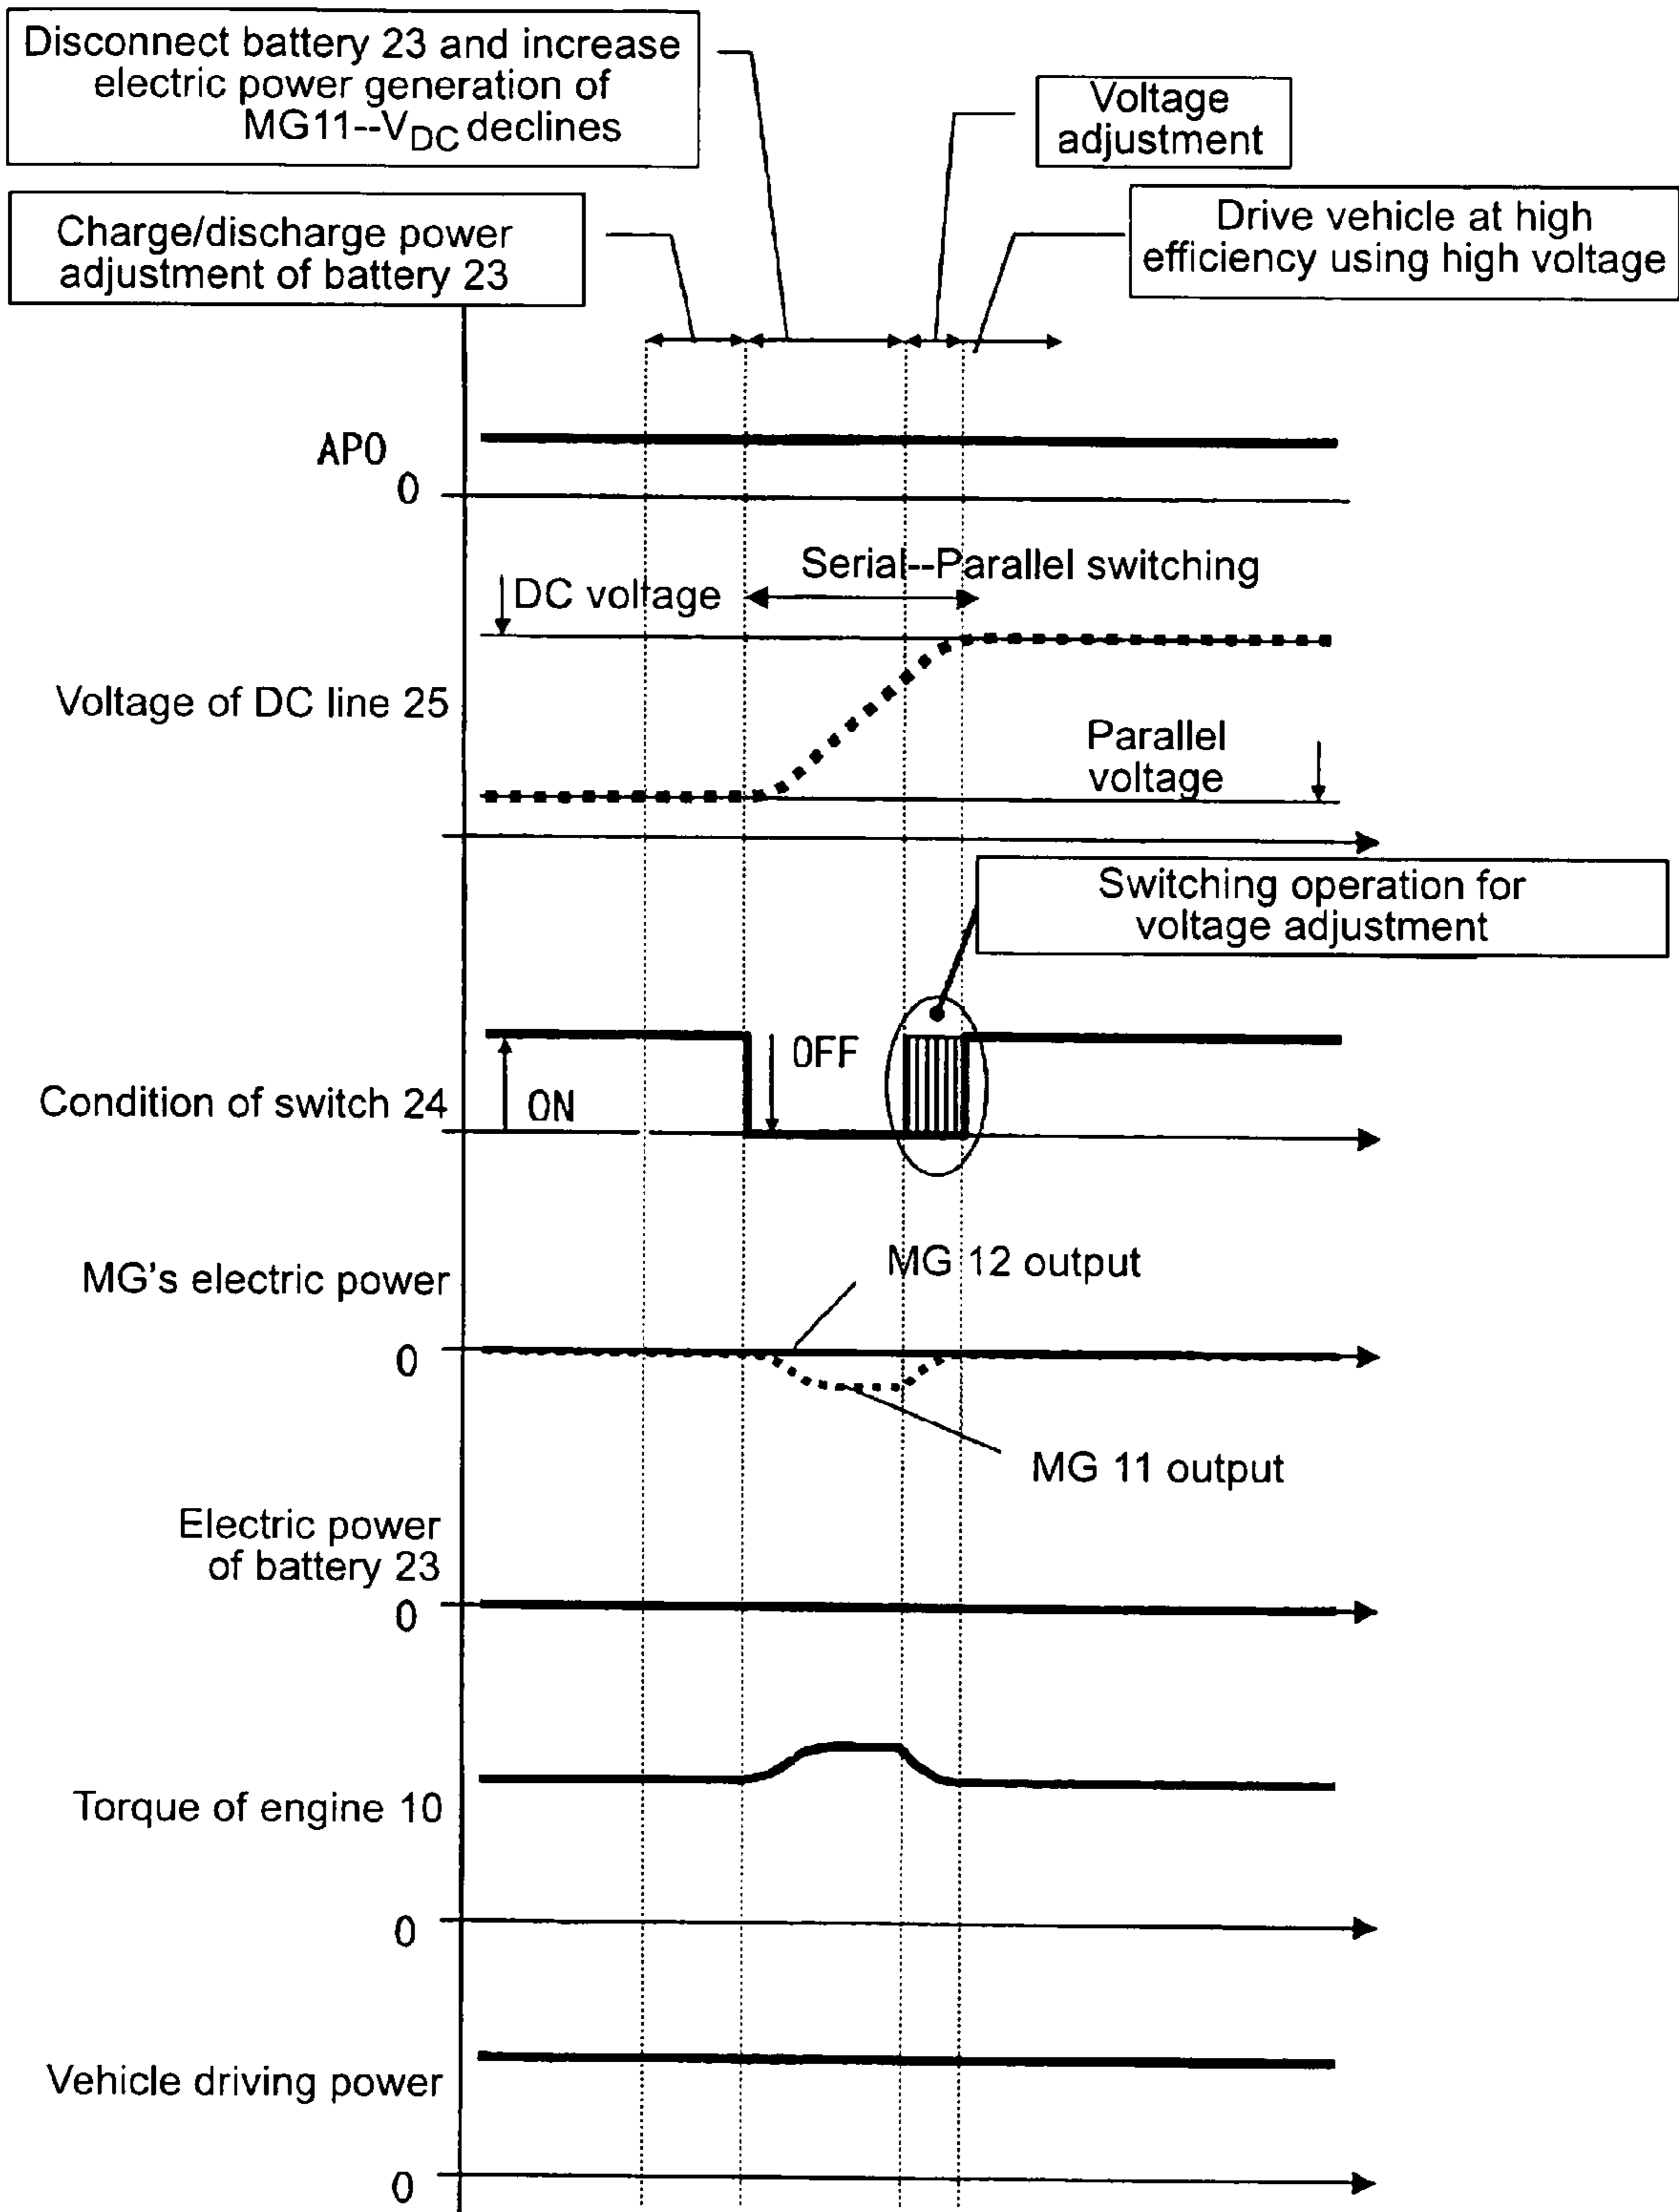 Disconnect battery 23 and increase
electric power generation of
MG11--VDC declines
Voltage
adjustment
Charge/discharge power
adjustment of battery 23
Drive vehicle at high
efficiency using high voltage
APO
0
Serial--Parallel switching
DC voltage
Voltage of DC line 25
Parallel
voltage
Switching operation for
voltage adjustment
OFF
Condition of switch 24
ON
MG 12 output
MG's electric power
0
MG 11 output
Electric power
of battery 23
0
Torque of engine 10
0
Vehicle driving power
0